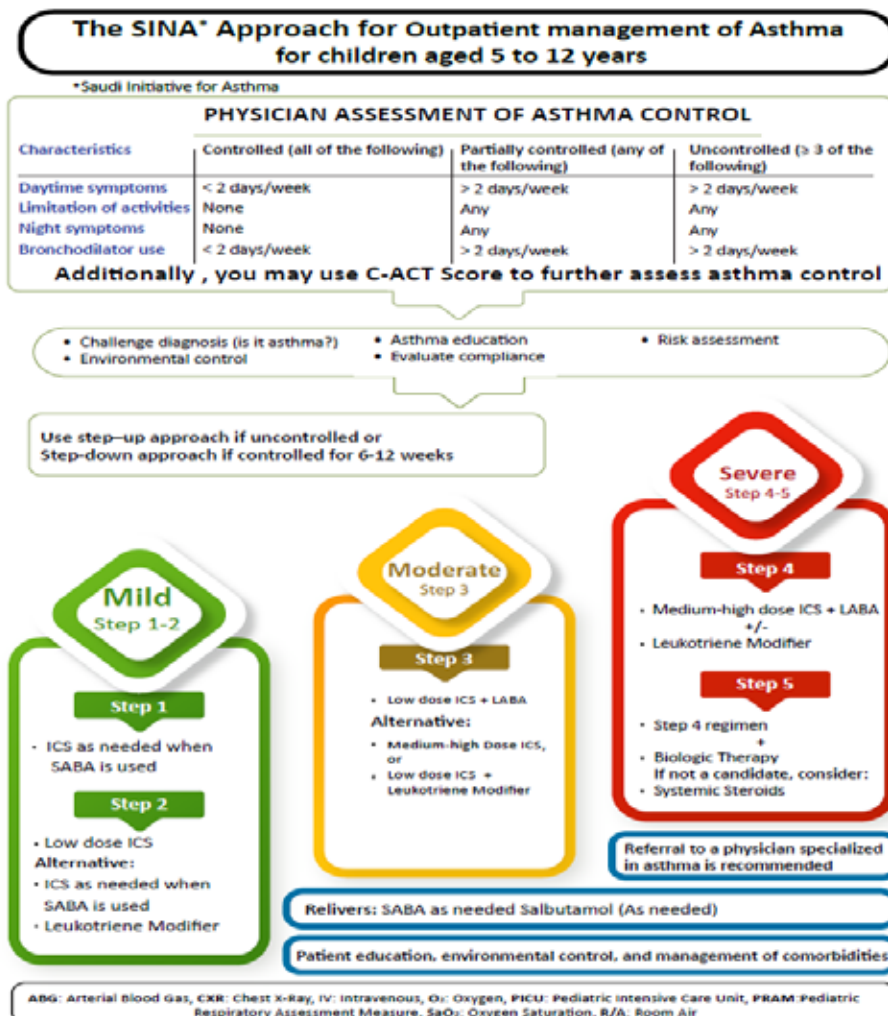 The SINA* Approach for Outpatient management of Asthma
for children aged 5 to 12 years
*Saudi Initiative for Asthma
PHYSICIAN ASSESSMENT OF ASTHMA CONTROL
Characteristics Controlled (all of the following) Partially controlled (any of the following) Uncontrolled (≥ 3 of the following)
Daytime symptoms < 2 days/week > 2 days/week > 2 days/week
Limitation of activities None Any Any
Night symptoms None Any Any
Bronchodilator use < 2 days/week > 2 days/week > 2 days/week
Additionally , you may use C-ACT Score to further assess asthma control
• Challenge diagnosis (is it asthma?) • Asthma education • Risk assessment
• Environmental control • Evaluate compliance
Use step–up approach if uncontrolled or
Step-down approach if controlled for 6-12 weeks
Mild
Step 1-2
Step 1
• ICS as needed when
SABA is used
Step 2
• Low dose ICS
Alternative:
• ICS as needed when
SABA is used
• Leukotriene Modifier
Moderate
Step 3
Step 3
• Low dose ICS + LABA
Alternative:
• Medium-high Dose ICS,
or
• Low dose ICS +
Leukotriene Modifier
Severe
Step 4-5
Step 4
• Medium-high dose ICS + LABA
+/-
• Leukotriene Modifier
Step 5
• Step 4 regimen
+
• Biologic Therapy
If not a candidate, consider:
• Systemic Steroids
Referral to a physician specialized
in asthma is recommended
Relivers: SABA as needed Salbutamol (As needed)
Patient education, environmental control, and management of comorbidities
ABG: Arterial Blood Gas, CXR: Chest X-Ray, IV: Intravenous, O₂: Oxygen, PICU: Pediatric Intensive Care Unit, PRAM:Pediatric
Respiratory Assessment Measure, SaO₂: Oxygen Saturation, R/A: Room Air